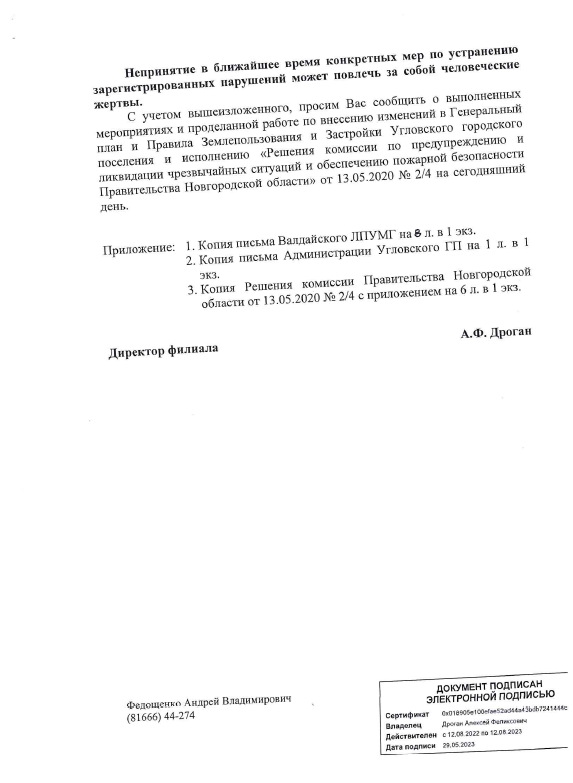 Непринятие в ближайшее время конкретных мер по устранению
зарегистрированных нарушений может повлечь за собой человеческие
жертвы.
С учетом вышеизложенного, просим Вас сообщить о выполненных
мероприятиях и проделанной работе по внесению изменений в Генеральный
план и Правила Землепользования и Застройки Угловского городского
поселения и исполнению «Решения комиссии по предупреждению и
ликвидации чрезвычайных ситуаций и обеспечению пожарной безопасности
Правительства Новгородской области» от 13.05.2020 № 2/4 на сегодняшний
день.
Приложение: 1. Копия письма Валдайского ЛПУМГ на 8 л. в 1 экз.
2. Копия письма Администрации Угловского ГП на 1 л. в 1
экз.
3. Копия Решения комиссии Правительства Новгородской
области от 13.05.2020 № 2/4 с приложением на 6 л. в 1 экз.
Директор филиала А.Ф. Дроган
Федощенко Андрей Владимирович
(81666) 44-274
ДОКУМЕНТ ПОДПИСАН
ЭЛЕКТРОННОЙ ПОДПИСЬЮ
Сертификат
Владелец Дроган Алексей Феликсович
Действителен с 12.08.2022 по 12.08.2023
Дата подписи 29.05.2023